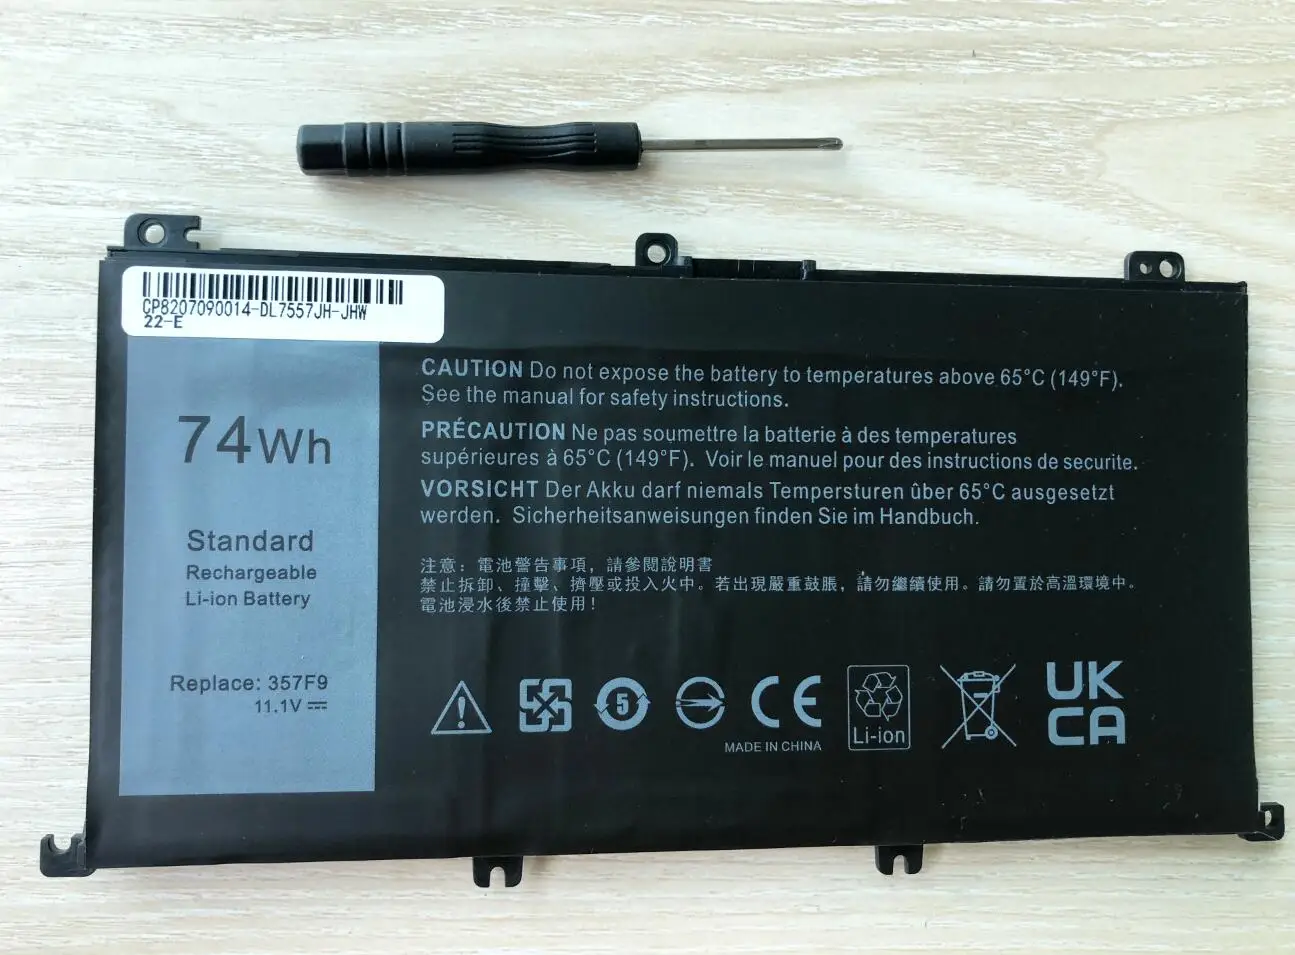 CP8207090014-DL7557JH-JHW
22-E
74Wh
Standard
Rechargeable
Li-ion Battery
Replace: 357F9
11.1V
CAUTION Do not expose the battery to temperatures above 65°C (149°F).
See the manual for safety instructions.
PRÉCAUTION Ne pas soumettre la batterie à des temperatures
supérieures à 65°C (149°F). Voir le manuel pour des instructions de securite.
VORSICHT Der Akku darf niemals Tempersturen ûber 65°C ausgesetzt
werden. Sicherheitsanweisungen finden Sie im Handbuch.
注意：電池警告事項，請參閱說明書
禁止拆卸、撞擊、擠壓或投入火中。若出現嚴重鼓脹，請勿繼續使用。請勿置於高溫環境中。
電池浸水後禁止使用！
5
CE
MADE IN CHINA
Li-ion
UK
CA